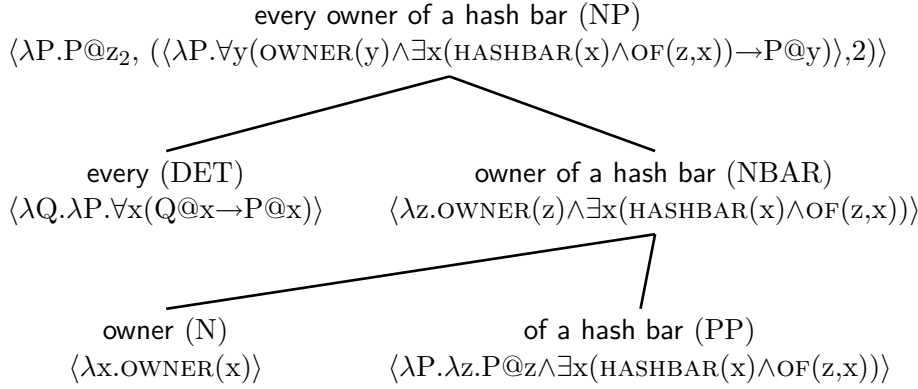 every owner of a hash bar (NP)
⟨λP.P@z₂, (⟨λP.∀y(OWNER(y)∧∃x(HASHBAR(x)∧OF(z,x))→P@y)⟩,2)⟩
every (DET) owner of a hash bar (NBAR)
⟨λQ.λP.∀x(Q@x→P@x)⟩ ⟨λz.OWNER(z)∧∃x(HASHBAR(x)∧OF(z,x))⟩
owner (N) of a hash bar (PP)
⟨λx.OWNER(x)⟩ ⟨λP.λz.P@z∧∃x(HASHBAR(x)∧OF(z,x))⟩